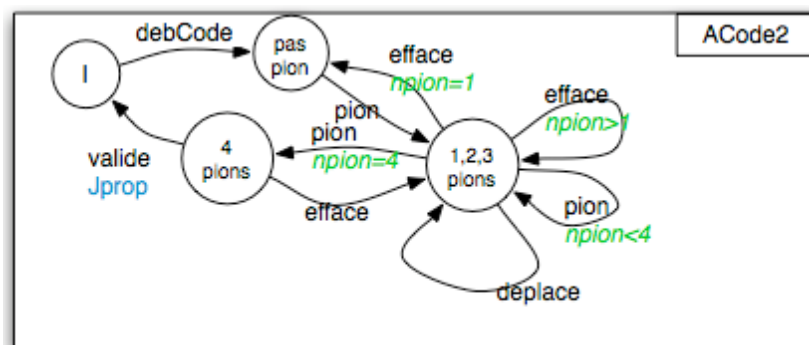 debCode
ACode2
I
pas
pion
efface
npion=1
efface
npion>1
pion
pion
npion=4
4
pions
1,2,3
pions
valide
Jprop
efface
pion
npion<4
deplace